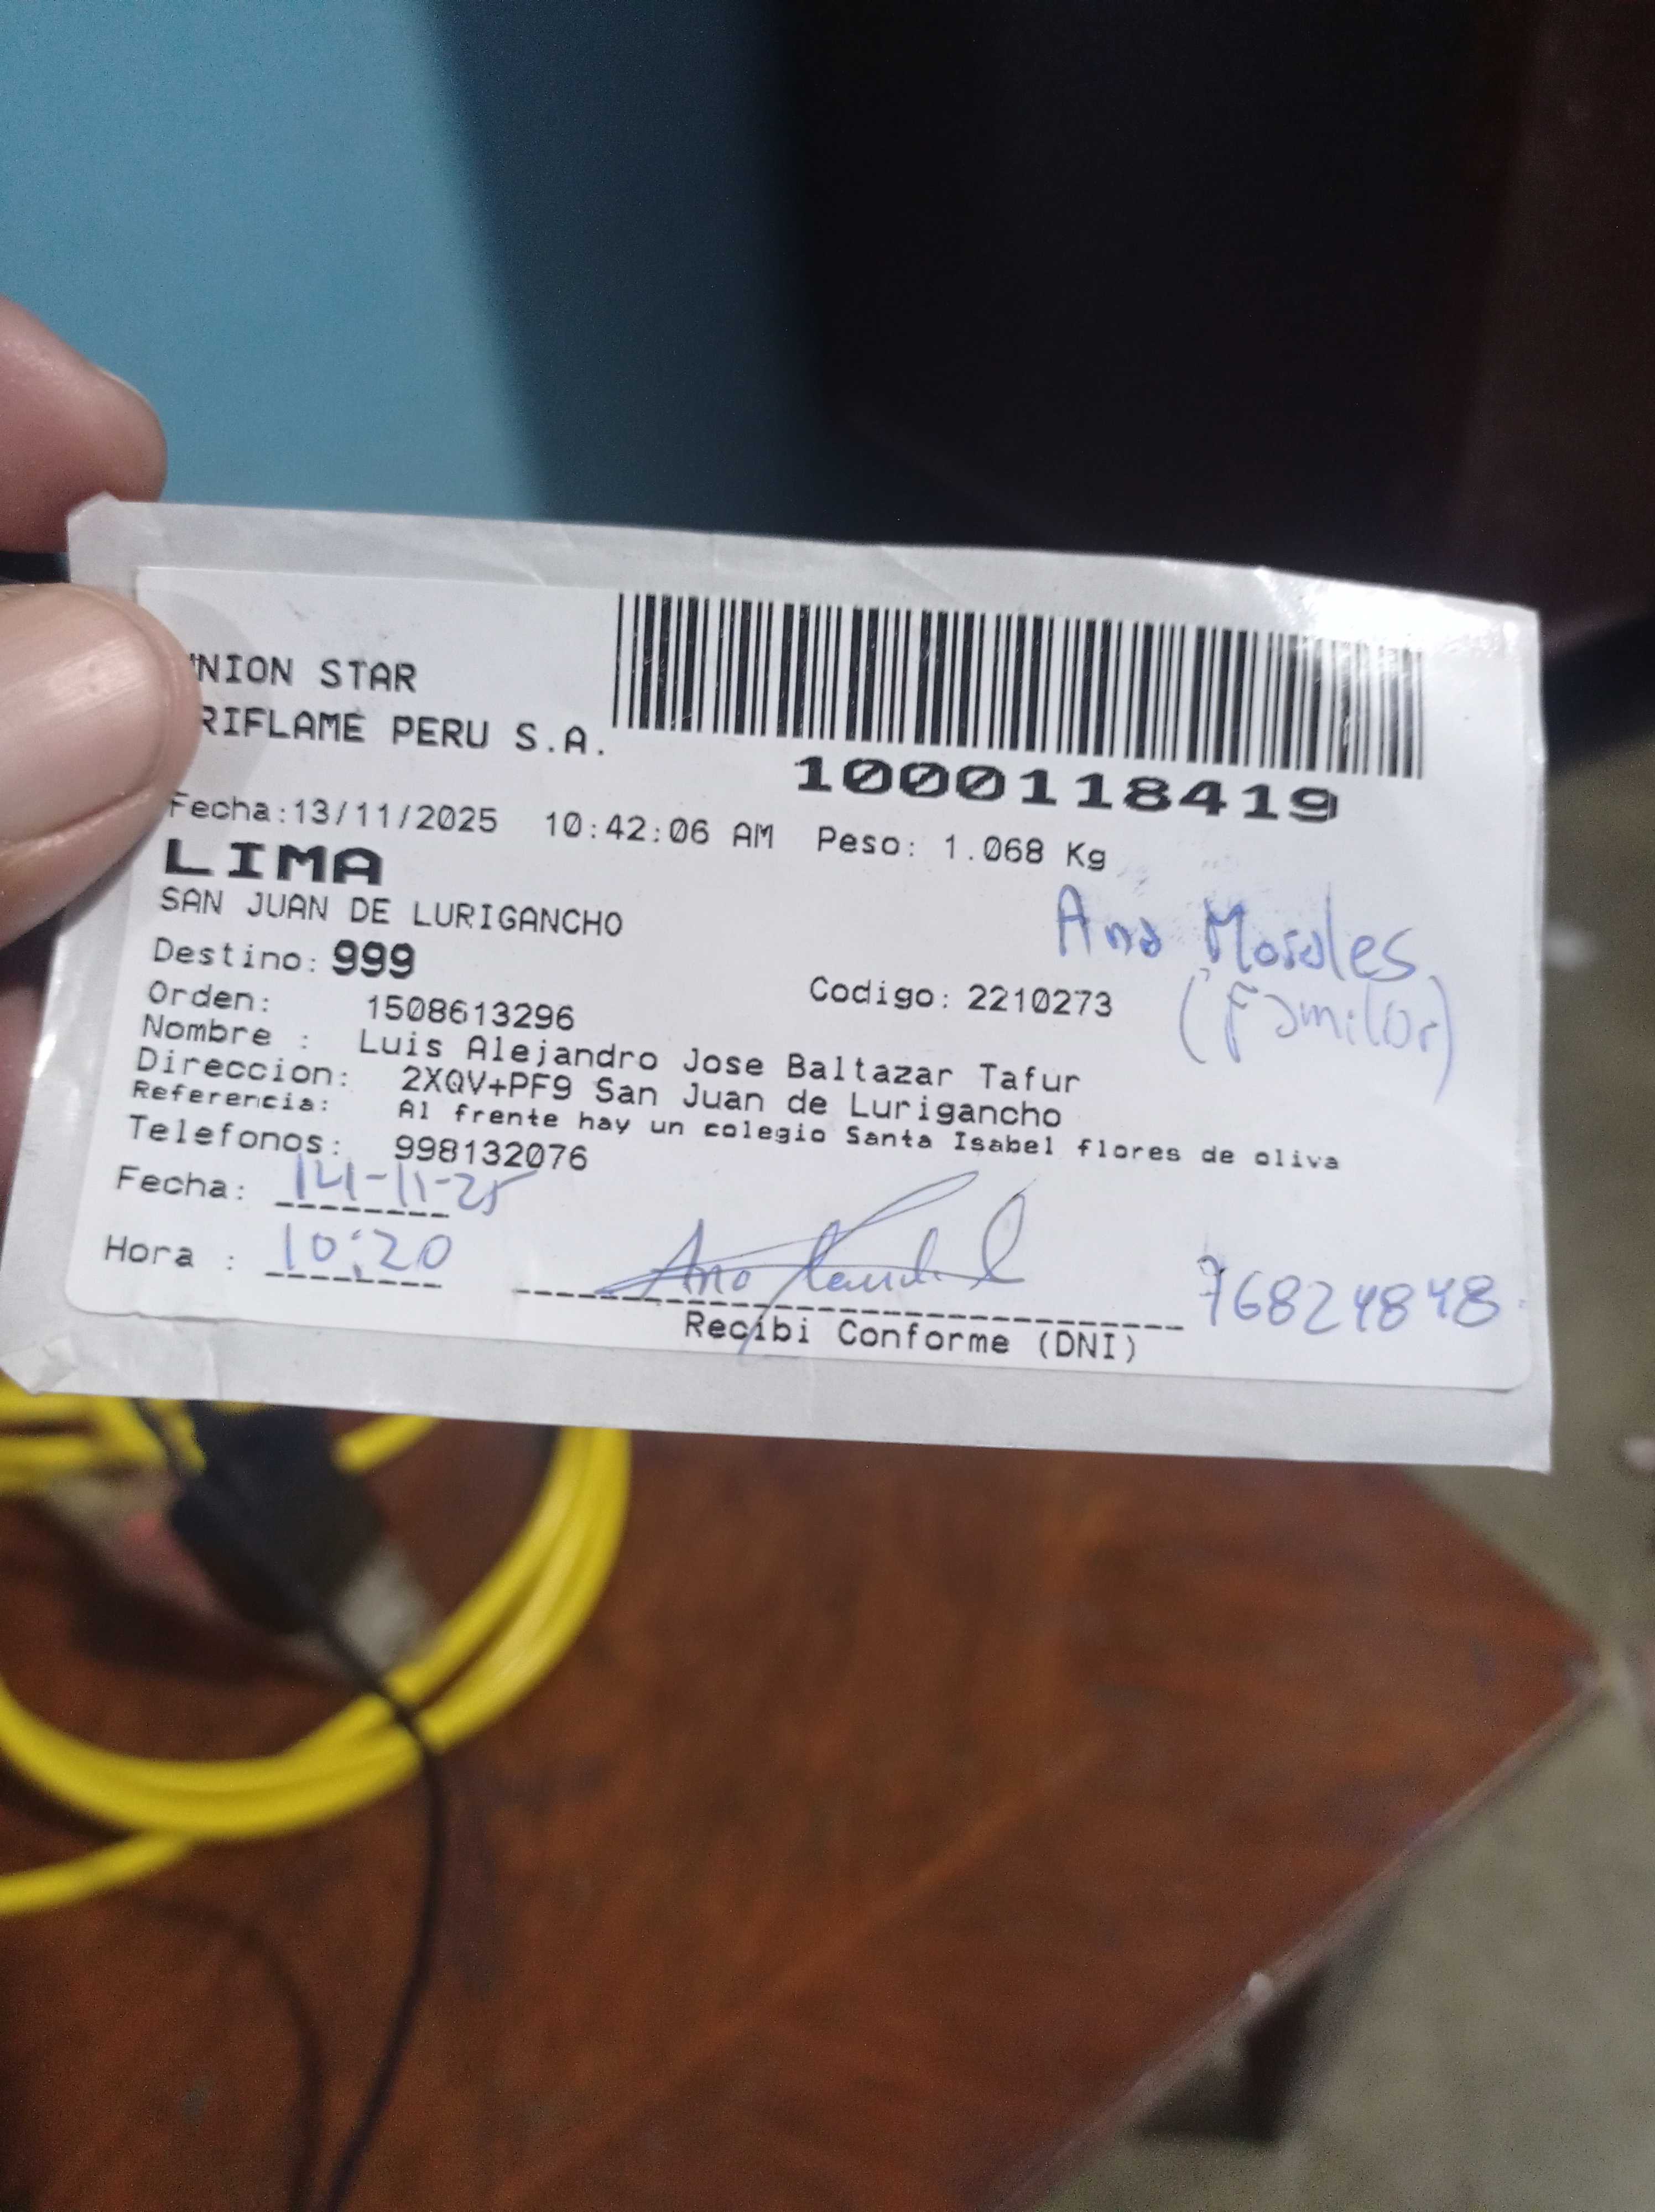 NION STAR
RIFLAME PERU S.A.
1000118419
Fecha:13/11/2025 10:42:06 AM Peso: 1.068 Kg
LIMA
SAN JUAN DE LURIGANCHO
Ana Morales
(Familiar)
Destino: 999
Codigo: 2210273
Orden: 1508613296
Nombre : Luis Alejandro Jose Baltazar Tafur
Direccion: 2XQV+PF9 San Juan de Lurigancho
Referencia: Al frente hay un colegio Santa Isabel flores de oliva
Telefonos: 998132076
Fecha: 14-11-25
Hora : 10:20
Ana
76824848
Recibi Conforme (DNI)